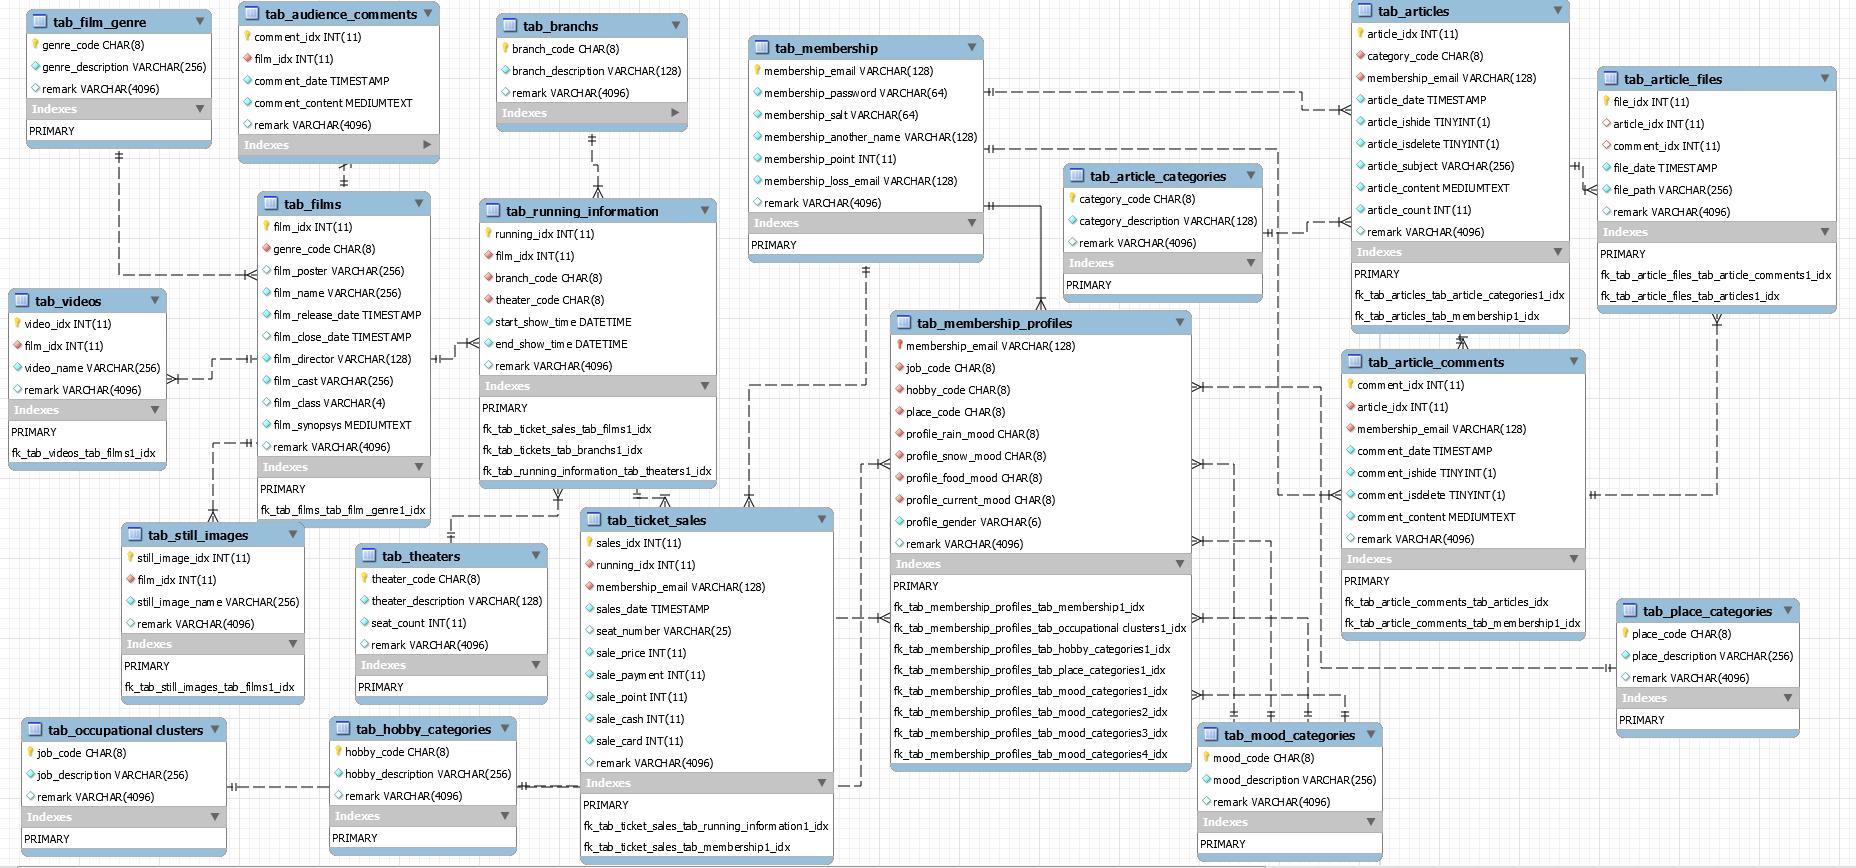 tab_film_genre
genre_code CHAR(8)
genre_description VARCHAR(256)
remark VARCHAR(4096)
Indexes
PRIMARY
tab_audience_comments
comment_idx INT(11)
film_idx INT(11)
comment_date TIMESTAMP
comment_content MEDIUMTEXT
remark VARCHAR(4096)
Indexes
tab_branchs
branch_code CHAR(8)
branch_description VARCHAR(128)
remark VARCHAR(4096)
Indexes
tab_membership
membership_email VARCHAR(128)
membership_password VARCHAR(64)
membership_salt VARCHAR(64)
membership_another_name VARCHAR(128)
membership_point INT(11)
membership_loss_email VARCHAR(128)
remark VARCHAR(4096)
Indexes
PRIMARY
tab_articles
article_idx INT(11)
category_code CHAR(8)
membership_email VARCHAR(128)
article_date TIMESTAMP
article_ishide TINYINT(1)
article_isdelete TINYINT(1)
article_subject VARCHAR(256)
article_content MEDIUMTEXT
article_count INT(11)
remark VARCHAR(4096)
Indexes
PRIMARY
fk_tab_articles_tab_article_categories1_idx
fk_tab_articles_tab_membership1_idx
tab_article_files
file_idx INT(11)
article_idx INT(11)
comment_idx INT(11)
file_date TIMESTAMP
file_path VARCHAR(256)
remark VARCHAR(4096)
Indexes
PRIMARY
fk_tab_article_files_tab_article_comments1_idx
fk_tab_article_files_tab_articles1_idx
tab_article_categories
category_code CHAR(8)
category_description VARCHAR(128)
remark VARCHAR(4096)
Indexes
PRIMARY
tab_films
film_idx INT(11)
genre_code CHAR(8)
film_poster VARCHAR(256)
film_name VARCHAR(256)
film_release_date TIMESTAMP
film_close_date TIMESTAMP
film_director VARCHAR(128)
film_cast VARCHAR(256)
film_class VARCHAR(4)
film_synopsys MEDIUMTEXT
remark VARCHAR(4096)
Indexes
PRIMARY
fk_tab_films_tab_film_genre1_idx
tab_running_information
running_idx INT(11)
film_idx INT(11)
branch_code CHAR(8)
theater_code CHAR(8)
start_show_time DATETIME
end_show_time DATETIME
remark VARCHAR(4096)
Indexes
PRIMARY
fk_tab_ticket_sales_tab_films1_idx
fk_tab_tickets_tab_branchs1_idx
fk_tab_running_information_tab_theaters1_idx
tab_videos
video_idx INT(11)
film_idx INT(11)
video_name VARCHAR(256)
remark VARCHAR(4096)
Indexes
PRIMARY
fk_tab_videos_tab_films1_idx
tab_membership_profiles
membership_email VARCHAR(128)
job_code CHAR(8)
hobby_code CHAR(8)
place_code CHAR(8)
profile_rain_mood CHAR(8)
profile_snow_mood CHAR(8)
profile_food_mood CHAR(8)
profile_current_mood CHAR(8)
profile_gender VARCHAR(6)
remark VARCHAR(4096)
Indexes
PRIMARY
fk_tab_membership_profiles_tab_membership1_idx
fk_tab_membership_profiles_tab_occupational clusters1_idx
fk_tab_membership_profiles_tab_hobby_categories1_idx
fk_tab_membership_profiles_tab_place_categories1_idx
fk_tab_membership_profiles_tab_mood_categories1_idx
fk_tab_membership_profiles_tab_mood_categories2_idx
fk_tab_membership_profiles_tab_mood_categories3_idx
fk_tab_membership_profiles_tab_mood_categories4_idx
tab_article_comments
comment_idx INT(11)
article_idx INT(11)
membership_email VARCHAR(128)
comment_date TIMESTAMP
comment_ishide TINYINT(1)
comment_isdelete TINYINT(1)
comment_content MEDIUMTEXT
remark VARCHAR(4096)
Indexes
PRIMARY
fk_tab_article_comments_tab_articles_idx
fk_tab_article_comments_tab_membership1_idx
tab_still_images
still_image_idx INT(11)
film_idx INT(11)
still_image_name VARCHAR(256)
remark VARCHAR(4096)
Indexes
PRIMARY
fk_tab_still_images_tab_films1_idx
tab_theaters
theater_code CHAR(8)
theater_description VARCHAR(128)
seat_count INT(11)
remark VARCHAR(4096)
Indexes
PRIMARY
tab_ticket_sales
sales_idx INT(11)
running_idx INT(11)
membership_email VARCHAR(128)
sales_date TIMESTAMP
seat_number VARCHAR(25)
sale_price INT(11)
sale_payment INT(11)
sale_point INT(11)
sale_cash INT(11)
sale_card INT(11)
remark VARCHAR(4096)
Indexes
PRIMARY
fk_tab_ticket_sales_tab_running_information1_idx
fk_tab_ticket_sales_tab_membership1_idx
tab_place_categories
place_code CHAR(8)
place_description VARCHAR(256)
remark VARCHAR(4096)
Indexes
PRIMARY
tab_occupational clusters
job_code CHAR(8)
job_description VARCHAR(256)
remark VARCHAR(4096)
Indexes
PRIMARY
tab_hobby_categories
hobby_code CHAR(8)
hobby_description VARCHAR(256)
remark VARCHAR(4096)
Indexes
PRIMARY
tab_mood_categories
mood_code CHAR(8)
mood_description VARCHAR(256)
remark VARCHAR(4096)
Indexes
PRIMARY